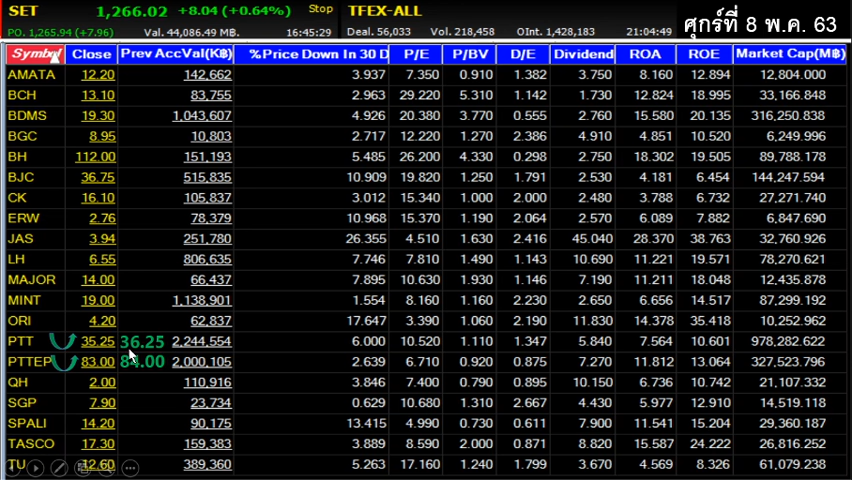 SET 1,266.02 +8.04 (+0.64%) Stop TFEX-ALL ศุกร์ที่ 8 พ.ค. 63
PO. 1,265.94 (+7.96) Val. 44,086.49 MB. 16:45:29 Deal. 56,033 Vol. 218,458 OInt. 1,428,183 21:04:49
Symbol Close Prev AccVal(K฿) %Price Down In 30 D P/E P/BV D/E Dividend ROA ROE Market Cap(M฿)
AMATA 12.20 142,662 3.937 7.350 0.910 1.382 3.750 8.160 12.894 12,804.000
BCH 13.10 83,755 2.963 29.220 5.310 1.142 1.730 12.824 18.995 33,166.848
BDMS 19.30 1,043,607 4.926 20.380 3.770 0.555 2.760 15.580 20.135 316,250.838
BGC 8.95 10,803 2.717 12.220 1.270 2.386 4.910 4.851 10.520 6,249.996
BH 112.00 151,193 5.485 26.200 4.330 0.298 2.750 18.302 19.505 89,788.178
BJC 36.75 515,835 10.909 19.820 1.250 1.791 2.530 4.181 6.454 144,247.594
CK 16.10 105,837 3.012 15.340 1.000 2.000 2.480 3.788 6.732 27,271.740
ERW 2.76 78,379 10.968 15.370 1.190 2.064 2.570 6.089 7.882 6,847.690
JAS 3.94 251,780 26.355 4.510 1.630 2.416 45.040 28.370 38.763 32,760.926
LH 6.55 806,635 7.746 7.810 1.490 1.143 10.690 11.221 19.571 78,270.621
MAJOR 14.00 66,437 7.895 10.630 1.930 1.146 7.190 11.211 18.048 12,435.878
MINT 19.00 1,138,901 1.554 8.160 1.160 2.230 2.650 6.656 14.517 87,299.192
ORI 4.20 62,837 17.647 3.390 1.060 2.190 11.830 14.378 35.418 10,252.962
PTT 35.25 36.25 2,244,554 6.000 10.520 1.110 1.347 5.840 7.564 10.601 978,282.622
PTTEP 83.00 84.00 2,000,105 2.639 6.710 0.920 0.875 7.270 11.812 13.064 327,523.796
QH 2.00 110,916 3.846 7.400 0.790 0.895 10.150 6.736 10.742 21,107.332
SGP 7.90 23,734 0.629 10.680 1.310 2.667 4.430 5.977 12.910 14,519.118
SPALI 14.20 90,175 13.415 4.990 0.730 0.611 7.900 11.541 15.204 29,360.187
TASCO 17.30 159,383 3.889 8.590 2.000 0.871 8.820 15.587 24.222 26,816.252
TU 12.60 389,360 5.263 17.160 1.240 1.799 3.670 4.569 8.326 61,079.238